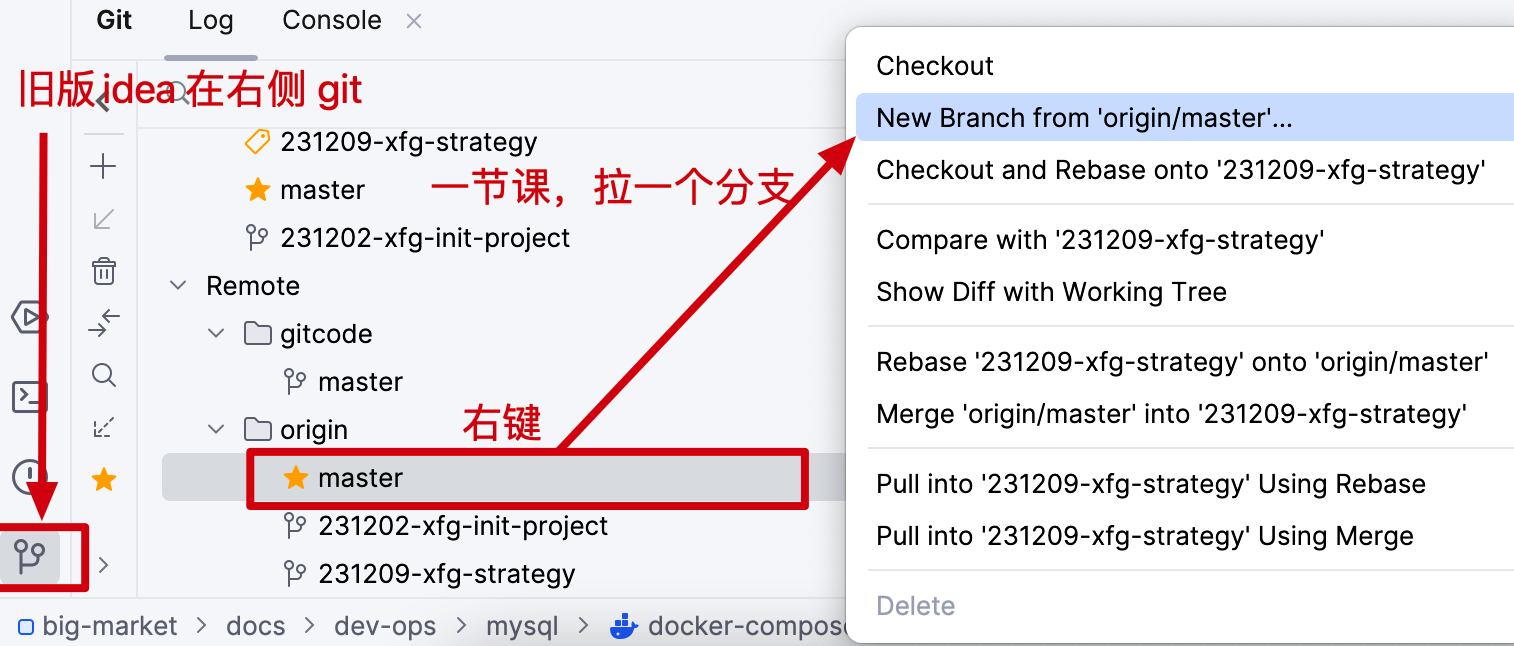 Git Log Console
旧版 idea 在右侧 git
231209-xfg-strategy
master
一节课，拉一个分支
231202-xfg-init-project
Remote
gitcode
master
origin
右键
master
231202-xfg-init-project
231209-xfg-strategy
big-market > docs > dev-ops > mysql > docker-compos
Checkout
New Branch from 'origin/master'...
Checkout and Rebase onto '231209-xfg-strategy'
Compare with '231209-xfg-strategy'
Show Diff with Working Tree
Rebase '231209-xfg-strategy' onto 'origin/master'
Merge 'origin/master' into '231209-xfg-strategy'
Pull into '231209-xfg-strategy' Using Rebase
Pull into '231209-xfg-strategy' Using Merge
Delete